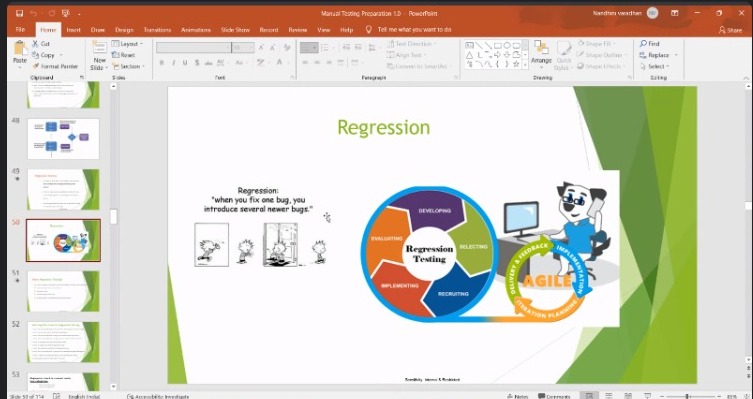 Manual Testing Preparation 1.0 - PowerPoint
Nandhini varadhan
File Home Insert Draw Design Transitions Animations Slide Show Record Review View Help Tell me what you want to do Share
Paste
Cut
Copy
Format Painter
Clipboard
New
Slide
Layout
Reset
Section
Slides
Font
Text Direction
Align Text
Convert to SmartArt
Paragraph
Arrange
Quick
Styles
Shape Fill
Shape Outline
Shape Effects
Drawing
Find
Replace
Select
Editing
48
49
50
51
52
53
Regression
Regression:
"when you fix one bug, you
introduce several newer bugs."
DEVELOPING
SELECTING
RECRUITING
IMPLEMENTING
EVALUATING
Regression
Testing
DELIVERY & FEEDBACK
IMPLEMENTATION
ITERATION PLANNING
AGILE
Sensitivity: Internal & Restricted
Slide 50 of 114 English (India) Accessibility: Investigate Notes Comments